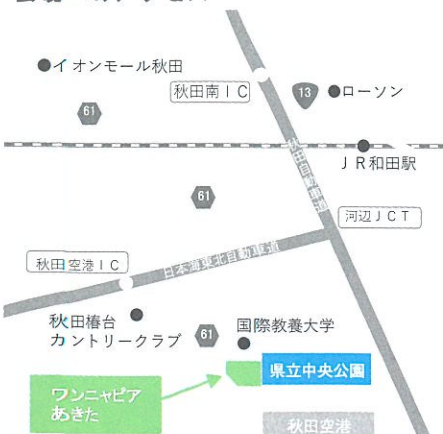 イオンモール秋田
秋田南IC
13
ローソン
61
JR和田駅
秋田自動車道
61
河辺JCT
秋田空港IC
日本海東北自動車道
秋田椿台
カントリークラブ
61
国際教養大学
県立中央公園
ワンニャピア
あきた
秋田空港